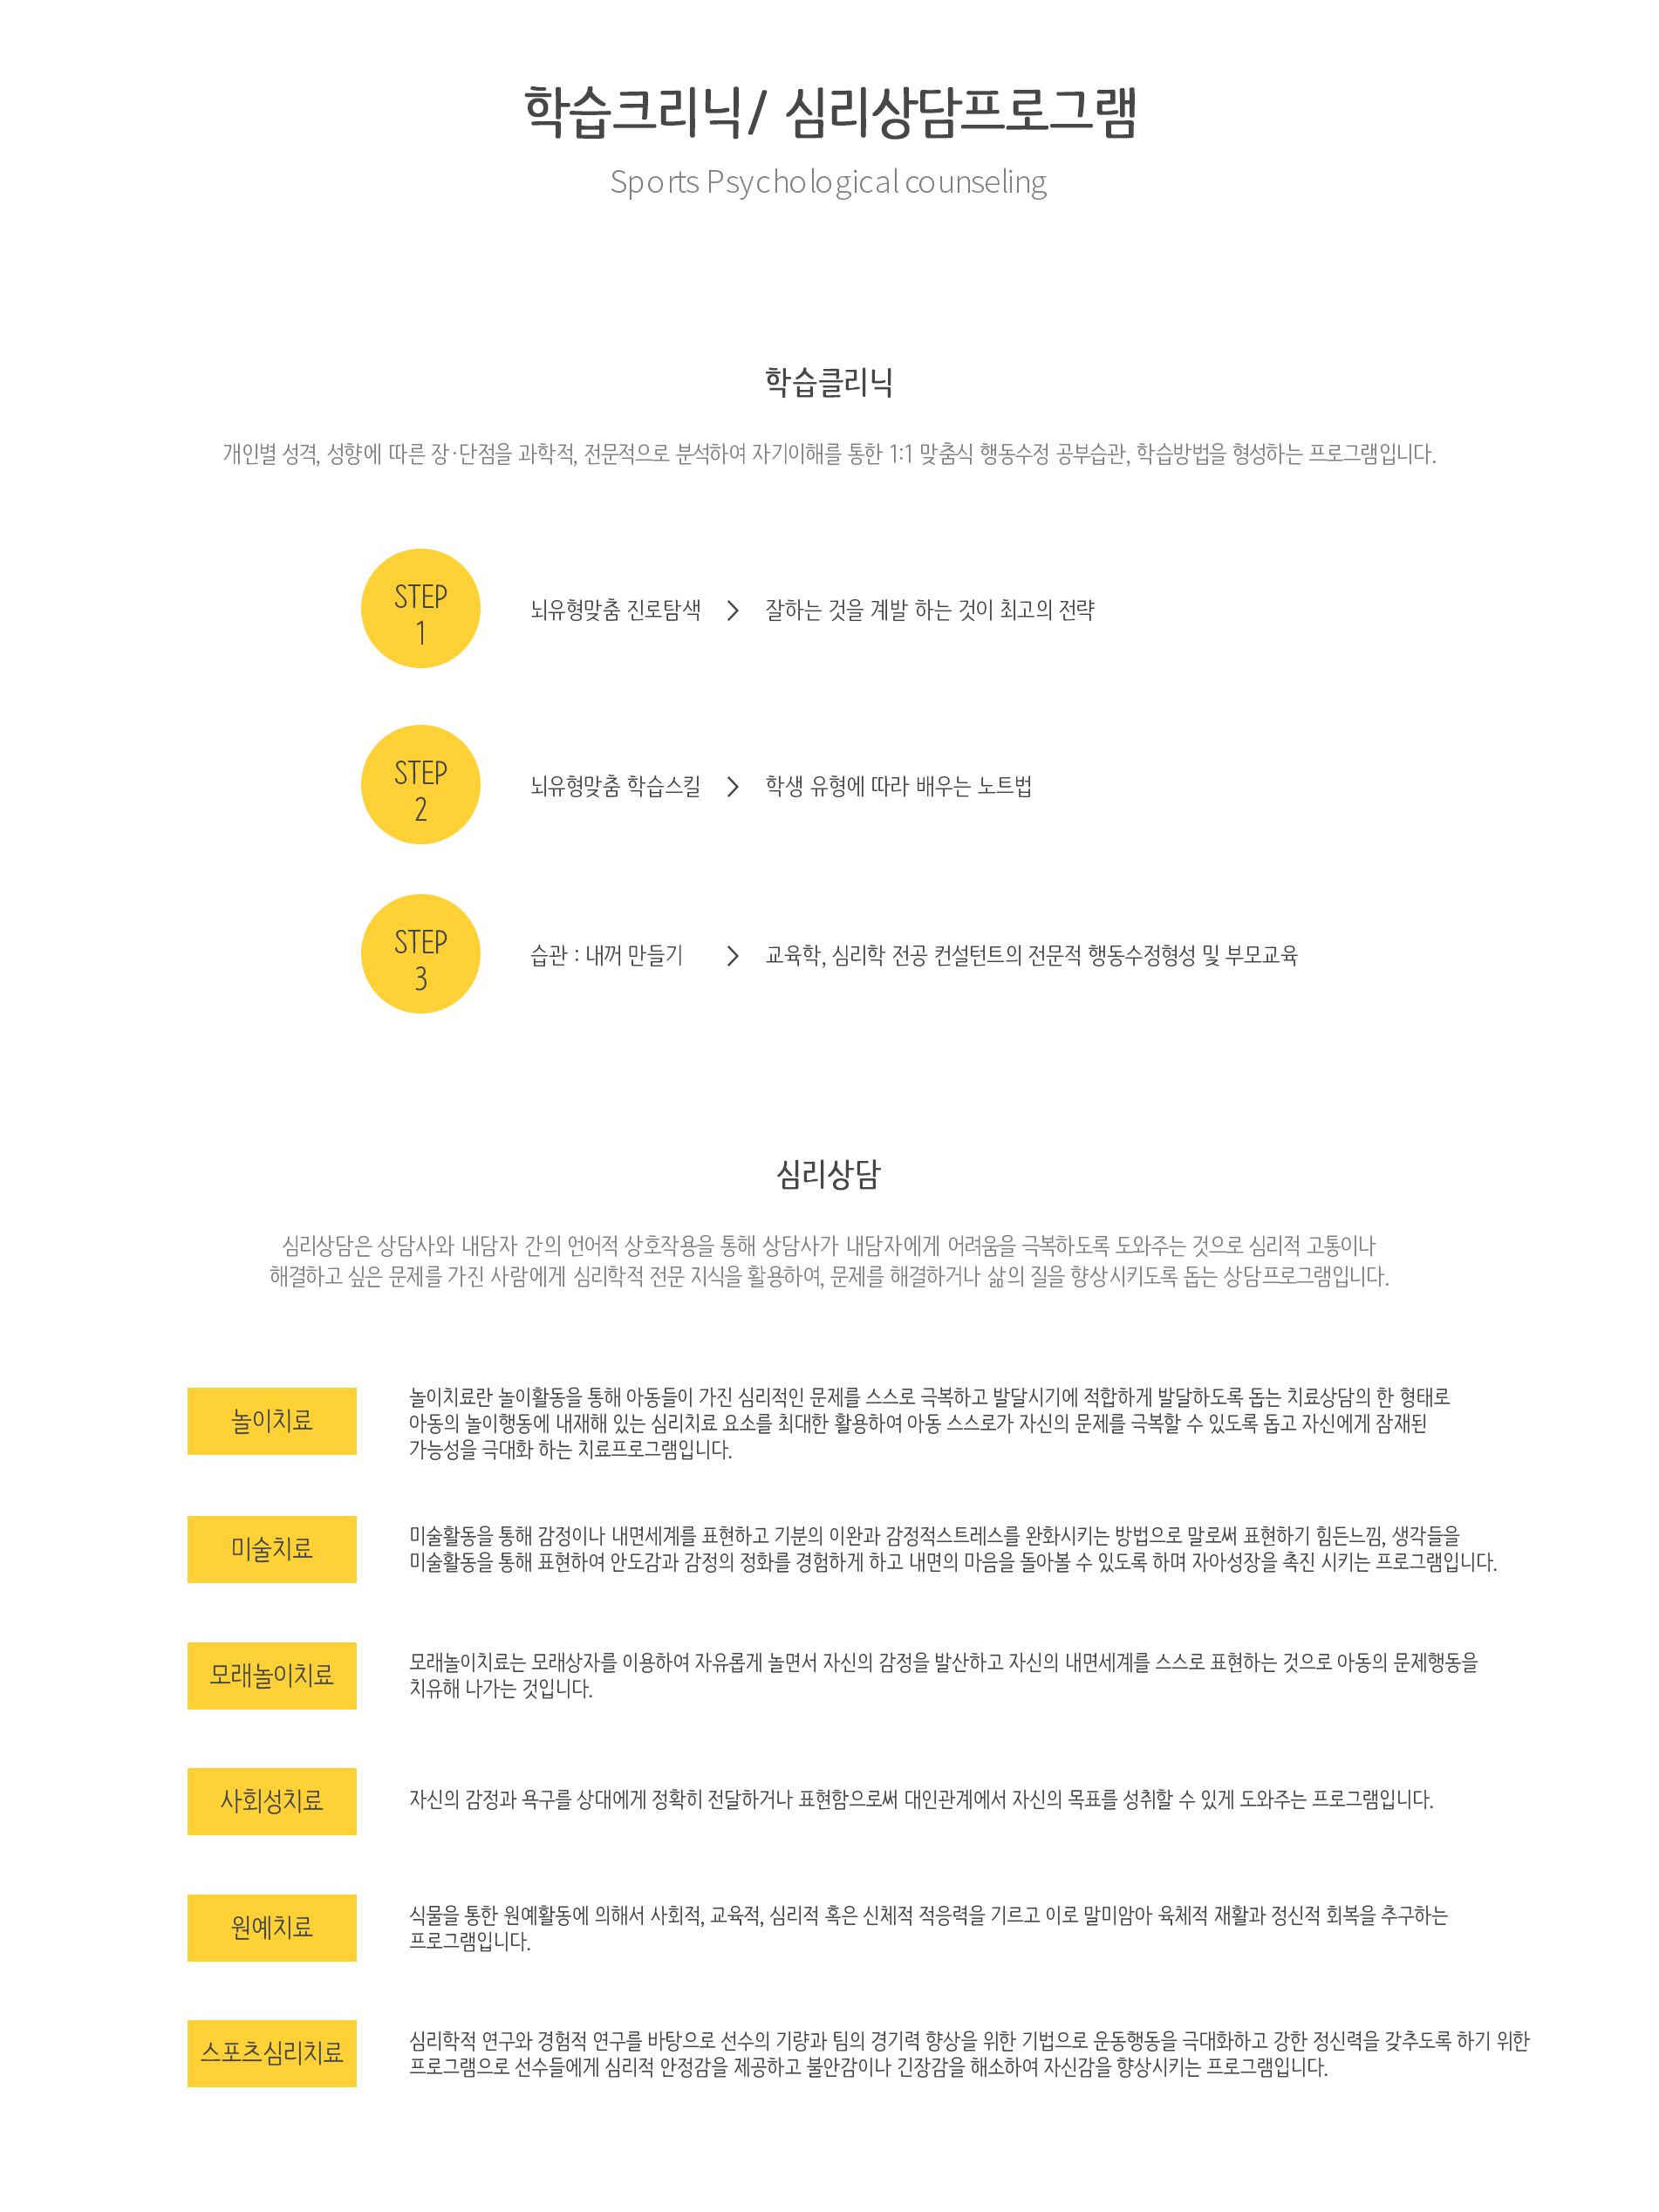 학습크리닉/ 심리상담프로그램
Sports Psychological counseling
학습클리닉
개인별 성격, 성향에 따른 장·단점을 과학적, 전문적으로 분석하여 자기이해를 통한 1:1 맞춤식 행동수정 공부습관, 학습방법을 형성하는 프로그램입니다.
STEP
1
뇌유형맞춤 진로탐색 > 잘하는 것을 계발 하는 것이 최고의 전략
STEP
2
뇌유형맞춤 학습스킬 > 학생 유형에 따라 배우는 노트법
STEP
3
습관 : 내꺼 만들기 > 교육학, 심리학 전공 컨설턴트의 전문적 행동수정형성 및 부모교육
심리상담
심리상담은 상담사와 내담자 간의 언어적 상호작용을 통해 상담사가 내담자에게 어려움을 극복하도록 도와주는 것으로 심리적 고통이나
해결하고 싶은 문제를 가진 사람에게 심리학적 전문 지식을 활용하여, 문제를 해결하거나 삶의 질을 향상시키도록 돕는 상담프로그램입니다.
놀이치료
놀이치료란 놀이활동을 통해 아동들이 가진 심리적인 문제를 스스로 극복하고 발달시기에 적합하게 발달하도록 돕는 치료상담의 한 형태로
아동의 놀이행동에 내재해 있는 심리치료 요소를 최대한 활용하여 아동 스스로가 자신의 문제를 극복할 수 있도록 돕고 자신에게 잠재된
가능성을 극대화 하는 치료프로그램입니다.
미술치료
미술활동을 통해 감정이나 내면세계를 표현하고 기분의 이완과 감정적스트레스를 완화시키는 방법으로 말로써 표현하기 힘든느낌, 생각들을
미술활동을 통해 표현하여 안도감과 감정의 정화를 경험하게 하고 내면의 마음을 돌아볼 수 있도록 하며 자아성장을 촉진 시키는 프로그램입니다.
모래놀이치료
모래놀이치료는 모래상자를 이용하여 자유롭게 놀면서 자신의 감정을 발산하고 자신의 내면세계를 스스로 표현하는 것으로 아동의 문제행동을
치유해 나가는 것입니다.
사회성치료
자신의 감정과 욕구를 상대에게 정확히 전달하거나 표현함으로써 대인관계에서 자신의 목표를 성취할 수 있게 도와주는 프로그램입니다.
원예치료
식물을 통한 원예활동에 의해서 사회적, 교육적, 심리적 혹은 신체적 적응력을 기르고 이로 말미암아 육체적 재활과 정신적 회복을 추구하는
프로그램입니다.
스포츠심리치료
심리학적 연구와 경험적 연구를 바탕으로 선수의 기량과 팀의 경기력 향상을 위한 기법으로 운동행동을 극대화하고 강한 정신력을 갖추도록 하기 위한
프로그램으로 선수들에게 심리적 안정감을 제공하고 불안감이나 긴장감을 해소하여 자신감을 향상시키는 프로그램입니다.